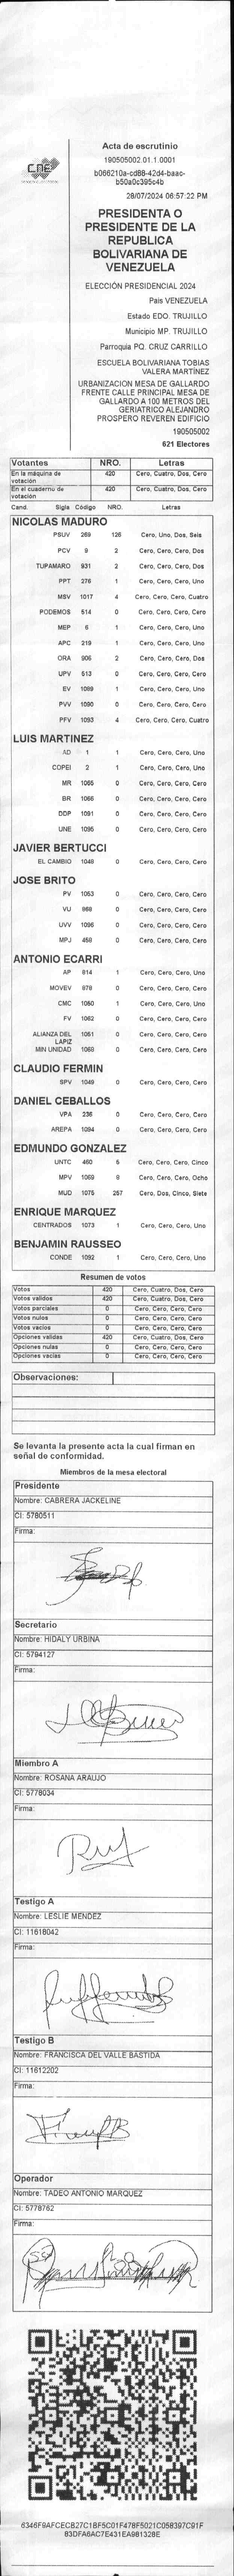 CNE
Acta de escrutinio
190505002.01.1.0001
b066210a-cd88-42d4-baac-
b50a0c395c4b
28/07/2024 06:57:22 PM
PRESIDENTA O
PRESIDENTE DE LA
REPUBLICA
BOLIVARIANA DE
VENEZUELA
ELECCIÓN PRESIDENCIAL 2024
Pais VENEZUELA
Estado EDO. TRUJILLO
Municipio MP. TRUJILLO
Parroquia PQ. CRUZ CARRILLO
ESCUELA BOLIVARIANA TOBIAS
VALERA MARTÍNEZ
URBANIZACION MESA DE GALLARDO
FRENTE CALLE PRINCIPAL MESA DE
GALLARDO A 100 METROS DEL
GERIATRICO ALEJANDRO
PROSPERO REVEREN EDIFICIO
190505002
621 Electores
Votantes NRO. Letras
En la máquina de votación 420 Cero, Cuatro, Dos, Cero
En el cuaderno de votación 420 Cero, Cuatro, Dos, Cero
Cand. Sigla Código NRO. Letras
NICOLAS MADURO
PSUV 269 126 Cero, Uno, Dos, Seis
PCV 9 2 Cero, Cero, Cero, Dos
TUPAMARO 931 2 Cero, Cero, Cero, Dos
PPT 276 1 Cero, Cero, Cero, Uno
MSV 1017 4 Cero, Cero, Cero, Cuatro
PODEMOS 514 0 Cero, Cero, Cero, Cero
MEP 6 1 Cero, Cero, Cero, Uno
APC 219 1 Cero, Cero, Cero, Uno
ORA 906 2 Cero, Cero, Cero, Dos
UPV 513 0 Cero, Cero, Cero, Cero
EV 1089 1 Cero, Cero, Cero, Uno
PVV 1090 0 Cero, Cero, Cero, Cero
PFV 1093 4 Cero, Cero, Cero, Cuatro
LUIS MARTINEZ
AD 1 1 Cero, Cero, Cero, Uno
COPEI 2 1 Cero, Cero, Cero, Uno
MR 1065 0 Cero, Cero, Cero, Cero
BR 1066 0 Cero, Cero, Cero, Cero
DDP 1091 0 Cero, Cero, Cero, Cero
UNE 1095 0 Cero, Cero, Cero, Cero
JAVIER BERTUCCI
EL CAMBIO 1048 0 Cero, Cero, Cero, Cero
JOSE BRITO
PV 1053 0 Cero, Cero, Cero, Cero
VU 968 0 Cero, Cero, Cero, Cero
UVV 1096 0 Cero, Cero, Cero, Cero
MPJ 458 0 Cero, Cero, Cero, Cero
ANTONIO ECARRI
AP 814 1 Cero, Cero, Cero, Uno
MOVEV 978 0 Cero, Cero, Cero, Cero
CMC 1050 1 Cero, Cero, Cero, Uno
FV 1062 0 Cero, Cero, Cero, Cero
ALIANZA DEL LAPIZ 1051 0 Cero, Cero, Cero, Cero
MIN UNIDAD 1069 0 Cero, Cero, Cero, Cero
CLAUDIO FERMIN
SPV 1049 0 Cero, Cero, Cero, Cero
DANIEL CEBALLOS
VPA 236 0 Cero, Cero, Cero, Cero
AREPA 1094 0 Cero, Cero, Cero, Cero
EDMUNDO GONZALEZ
UNTC 460 5 Cero, Cero, Cero, Cinco
MPV 1069 8 Cero, Cero, Cero, Ocho
MUD 1075 257 Cero, Dos, Cinco, Siete
ENRIQUE MARQUEZ
CENTRADOS 1073 1 Cero, Cero, Cero, Uno
BENJAMIN RAUSSEO
CONDE 1092 1 Cero, Cero, Cero, Uno
Resumen de votos
Votos 420 Cero, Cuatro, Dos, Cero
Votos validos 420 Cero, Cuatro, Dos, Cero
Votos parciales 0 Cero, Cero, Cero, Cero
Votos nulos 0 Cero, Cero, Cero, Cero
Votos vacíos 0 Cero, Cero, Cero, Cero
Opciones validas 420 Cero, Cuatro, Dos, Cero
Opciones nulas 0 Cero, Cero, Cero, Cero
Opciones vacías 0 Cero, Cero, Cero, Cero
Observaciones:
Se levanta la presente acta la cual firman en
señal de conformidad.
Miembros de la mesa electoral
Presidente
Nombre: CABRERA JACKELINE
CI: 5780511
Firma:
Secretario
Nombre: HIDALY URBINA
CI: 5794127
Firma:
Miembro A
Nombre: ROSANA ARAUJO
CI: 5778034
Firma:
Testigo A
Nombre: LESLIE MENDEZ
CI: 11618042
Firma:
Testigo B
Nombre: FRANCISCA DEL VALLE BASTIDA
CI: 11612202
Firma:
Operador
Nombre: TADEO ANTONIO MARQUEZ
CI: 5778762
Firma:
6346F9AFCECB27C1BF5C01F478F5021C058397C91F
83DFA6AC7E431EA981328E